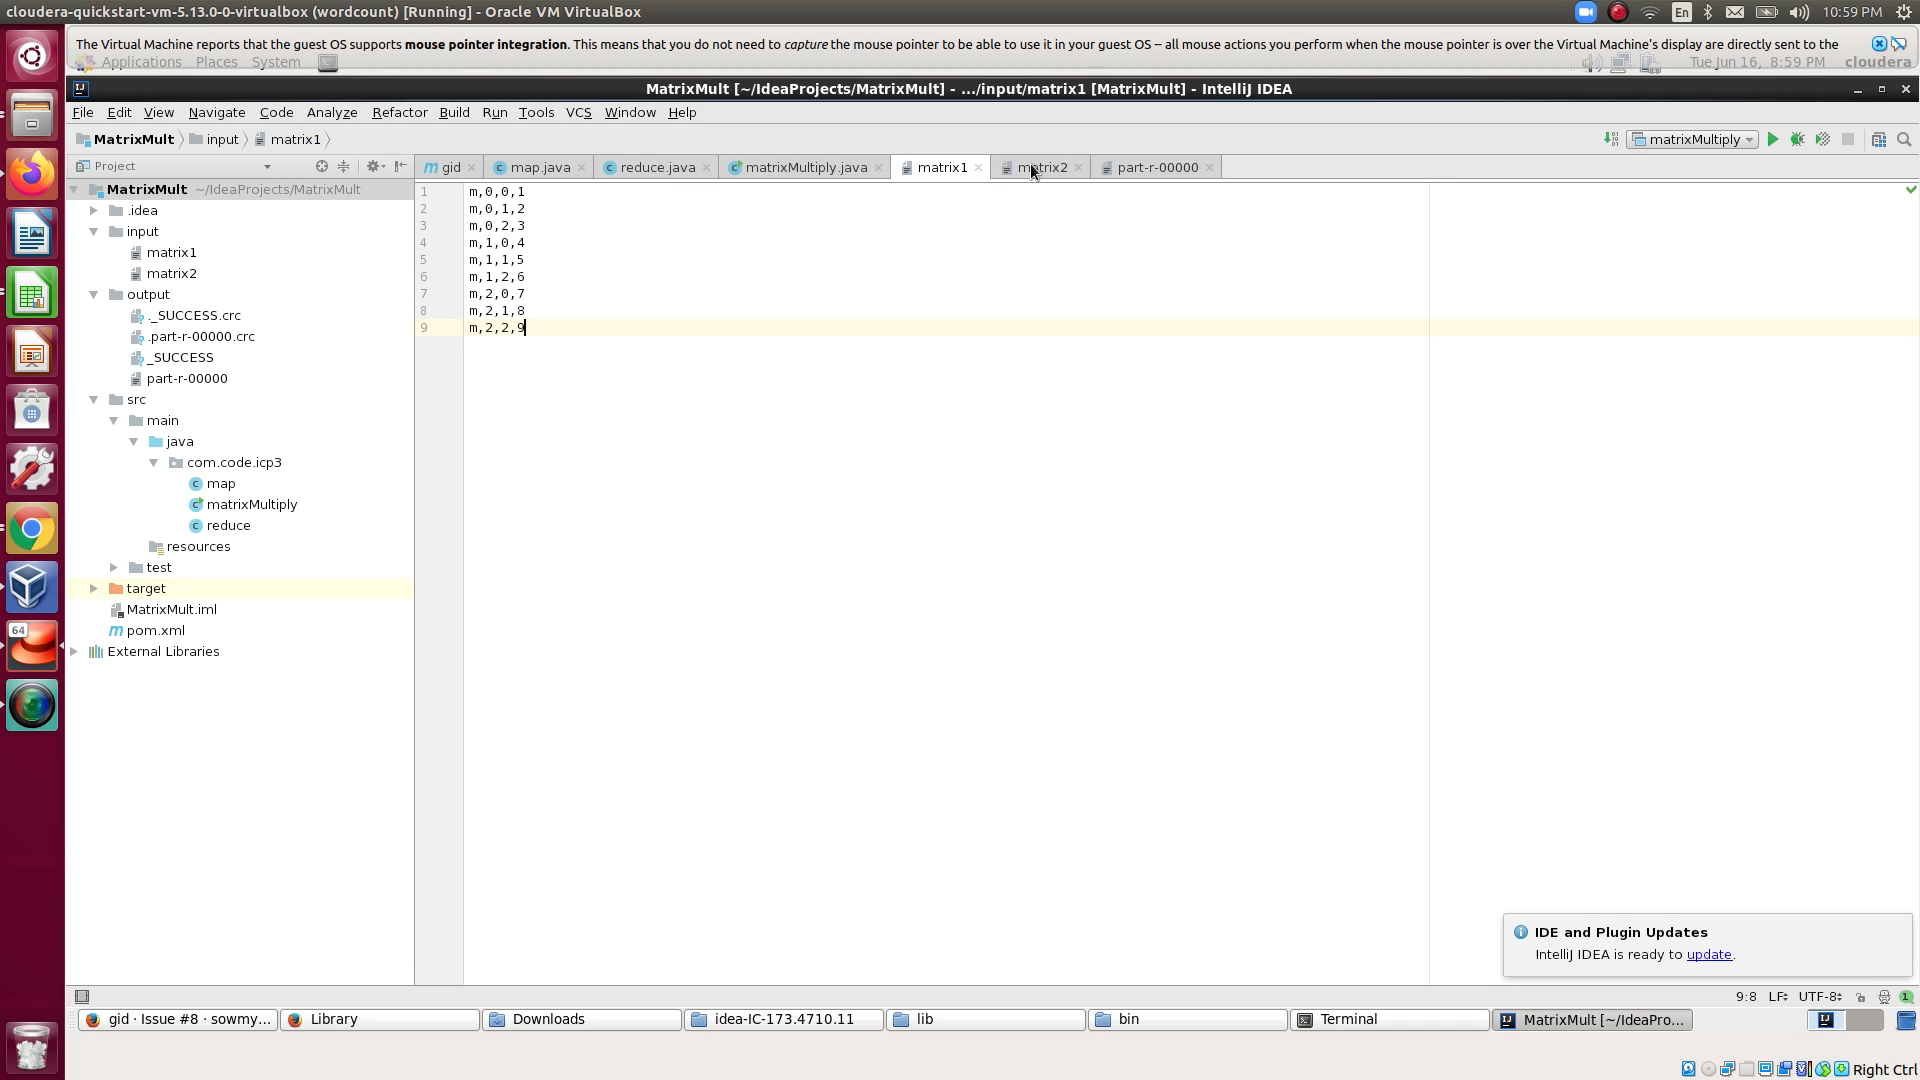 cloudera-quickstart-vm-5.13.0-0-virtualbox (wordcount) [Running] - Oracle VM VirtualBox
En
10:59 PM
The Virtual Machine reports that the guest OS supports mouse pointer integration. This means that you do not need to capture the mouse pointer to be able to use it in your guest OS -- all mouse actions you perform when the mouse pointer is over the Virtual Machine's display are directly sent to the
Applications Places System
Tue Jun 16, 8:59 PM cloudera
MatrixMult [~/IdeaProjects/MatrixMult] - .../input/matrix1 [MatrixMult] - IntelliJ IDEA
File Edit View Navigate Code Analyze Refactor Build Run Tools VCS Window Help
MatrixMult input matrix1
matrixMultiply
Project
gid map.java reduce.java matrixMultiply.java matrix1 matrix2 part-r-00000
MatrixMult ~/IdeaProjects/MatrixMult
.idea
input
matrix1
matrix2
output
._SUCCESS.crc
.part-r-00000.crc
_SUCCESS
part-r-00000
src
main
java
com.code.icp3
map
matrixMultiply
reduce
resources
test
target
MatrixMult.iml
pom.xml
External Libraries
64
1 m,0,0,1
2 m,0,1,2
3 m,0,2,3
4 m,1,0,4
5 m,1,1,5
6 m,1,2,6
7 m,2,0,7
8 m,2,1,8
9 m,2,2,9
IDE and Plugin Updates
IntelliJ IDEA is ready to update.
9:8 LF UTF-8 1
gid · Issue #8 · sowmy...
Library
Downloads
idea-IC-173.4710.11
lib
bin
Terminal
MatrixMult [~/IdeaPro...
Right Ctrl